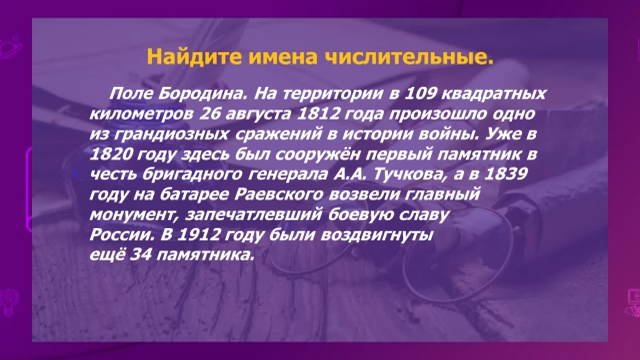 Найдите имена числительные.
Поле Бородина. На территории в 109 квадратных
километров 26 августа 1812 года произошло одно
из грандиозных сражений в истории войны. Уже в
1820 году здесь был сооружён первый памятник в
честь бригадного генерала А.А. Тучкова, а в 1839
году на батарее Раевского возвели главный
монумент, запечатлевший боевую славу
России. В 1912 году были воздвигнуты
ещё 34 памятника.